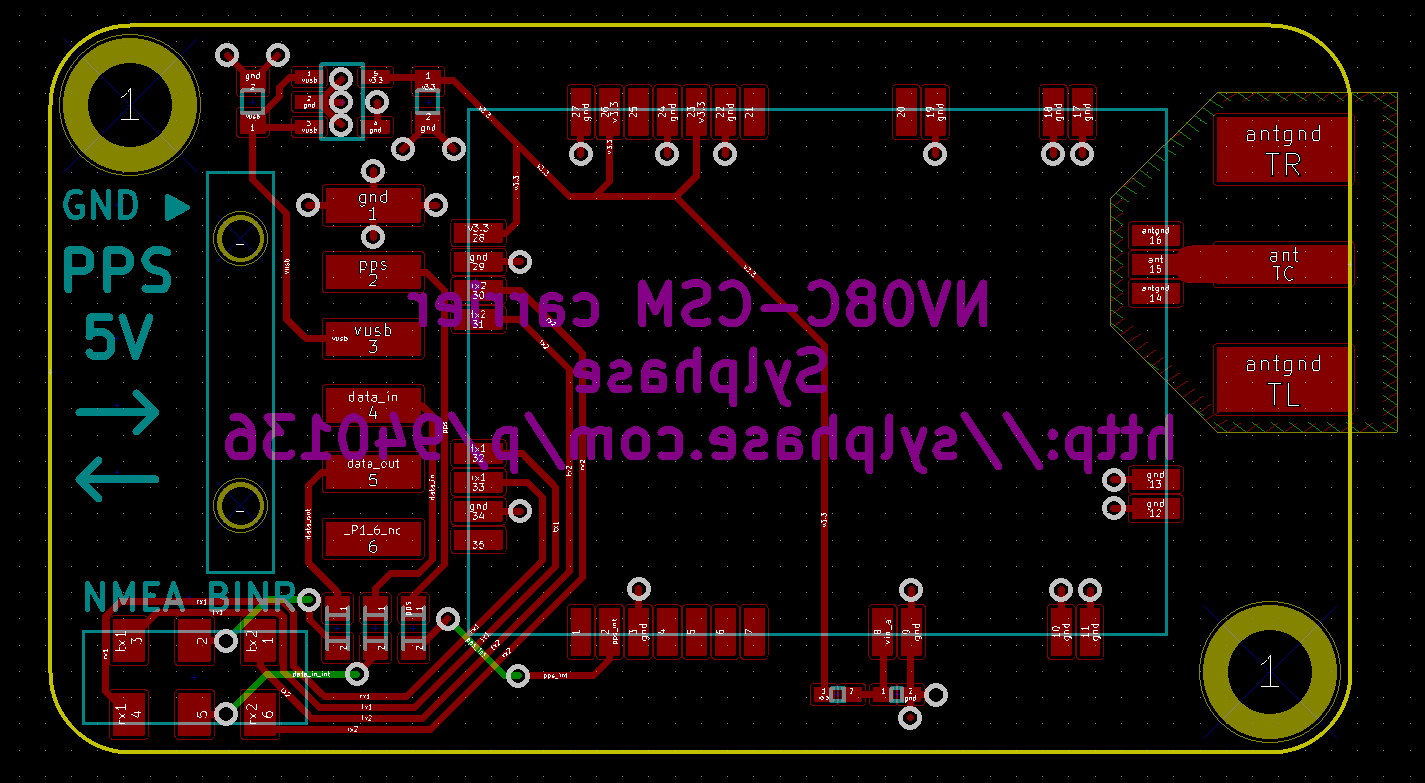 1
GND ▶
PPS
5V
→
←
NMEA BINR
NV08C-CSM carrier
Sylphase
http://sylphase.com/p/940136
gnd
1
pps
2
vusb
3
data_in
4
data_out
5
_P1_6_nc
6
v3.3
28
gnd
29
rx2
30
tx2
31
tx1
32
rx1
33
gnd
34
35
27 gnd
26 v3.3
25
24 gnd
23 v3.3
22 gnd
21
20
19 gnd
18 gnd
17 gnd
antgnd
TR
antgnd
16
ant
15
antgnd
14
ant
TC
antgnd
TL
gnd
13
gnd
12
1
2 pps_int
3 gnd
4
5
6
7
8 vin_a
9 gnd
10 gnd
11 gnd
tx1 3
2
tx2 1
rx1 4
5
rx2 6
data_in_int
pps_int
1